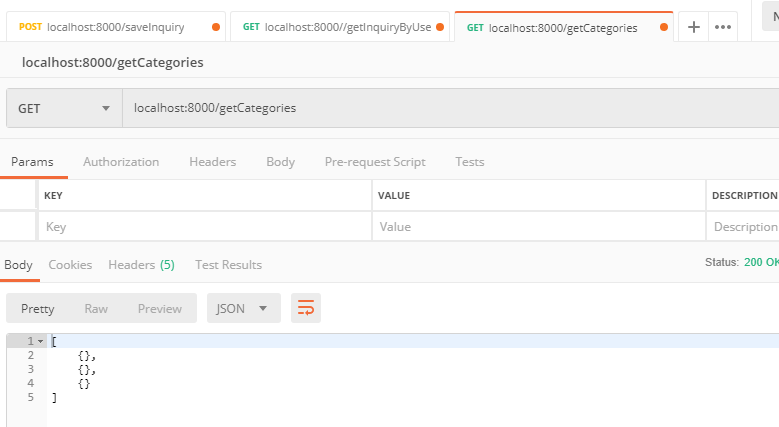 POST localhost:8000/saveInquiry GET localhost:8000//getInquiryByUse GET localhost:8000/getCategories + •••
localhost:8000/getCategories
GET localhost:8000/getCategories
Params Authorization Headers Body Pre-request Script Tests
KEY VALUE DESCRIPTION
Key Value Description
Body Cookies Headers (5) Test Results Status: 200 OK
Pretty Raw Preview JSON
1 [
2 {},
3 {},
4 {}
5 ]